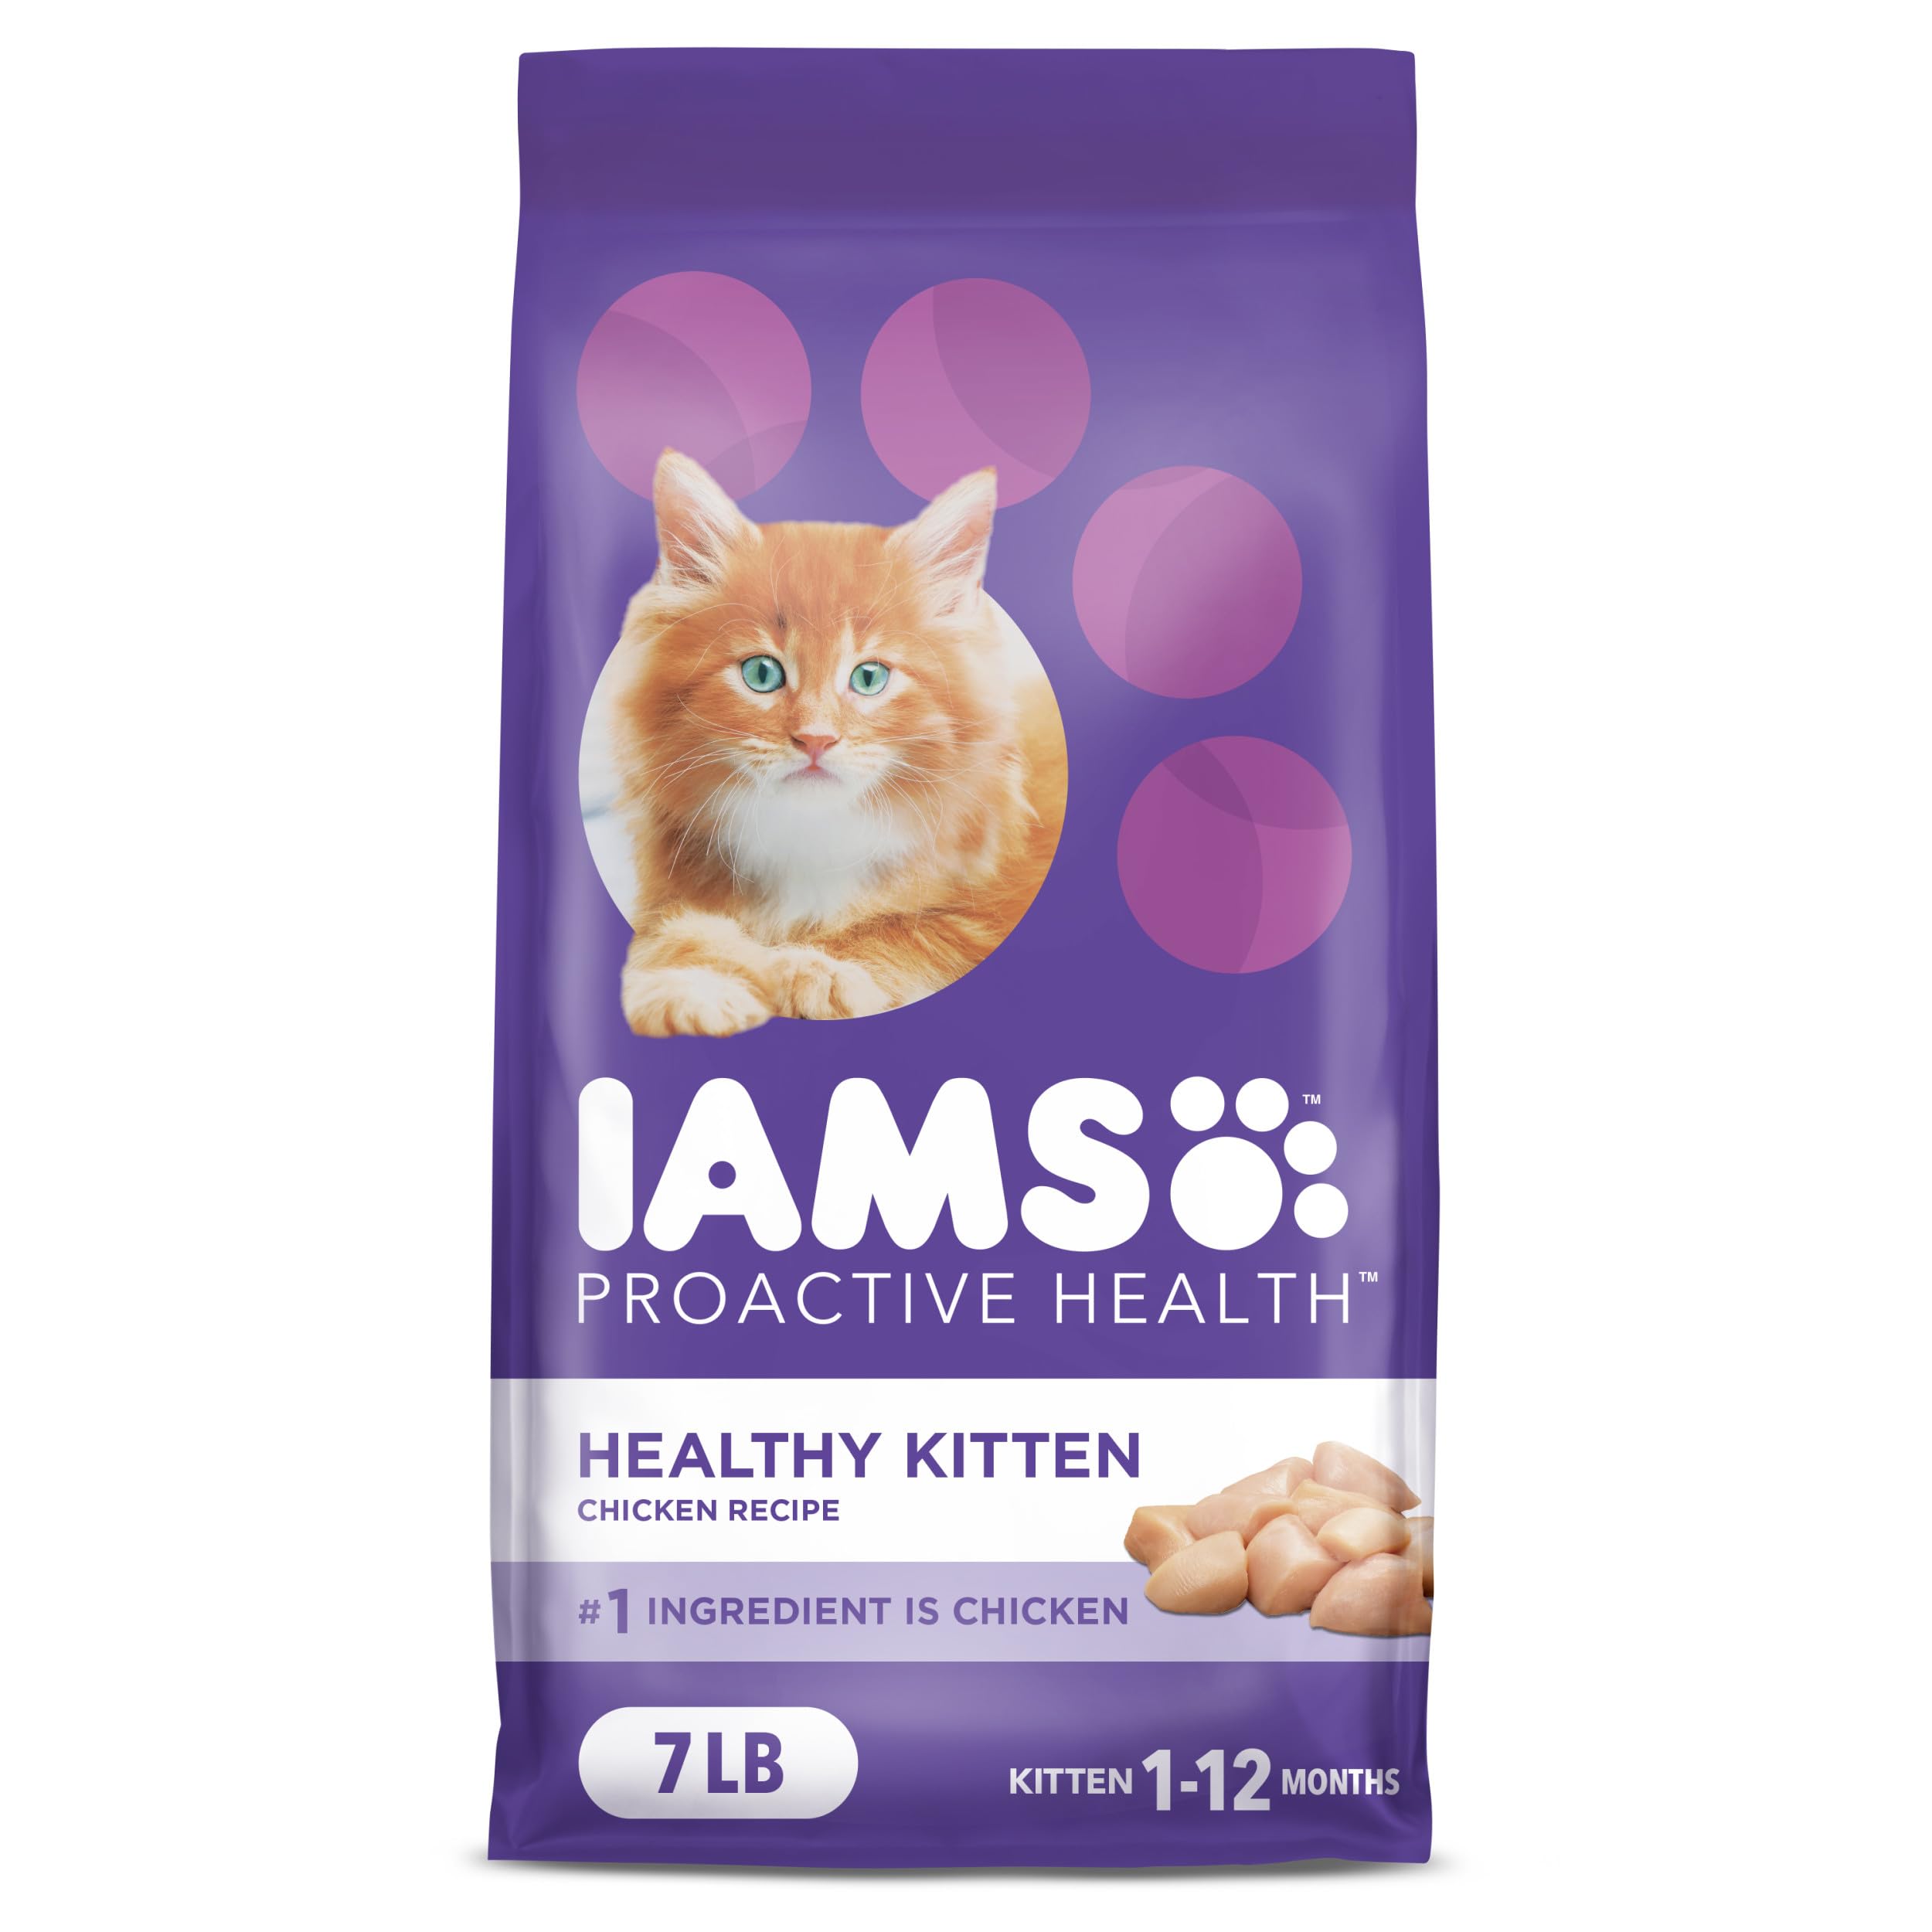 IAMS™
PROACTIVE HEALTH™
HEALTHY KITTEN
CHICKEN RECIPE
#1 INGREDIENT IS CHICKEN
7 LB
KITTEN 1-12 MONTHS